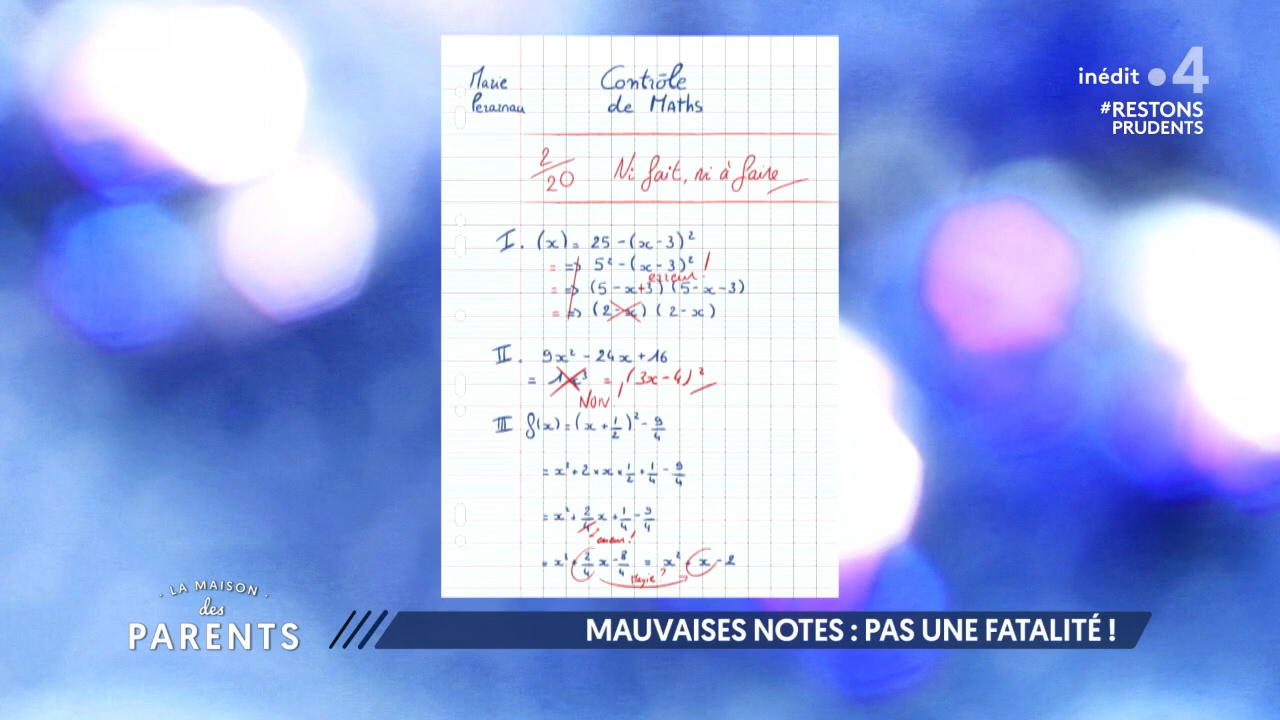 inédit 4
#RESTONS
PRUDENTS
Marie
Contrôle
de Maths
2/20 Ni fait, ni à faire
I. (x) = 25 - (x - 3)²
= => 5² - (x - 3)² !
erreur!
= => (5 - x + 3) (5 - x - 3)
= => (2 - x) (2 - x)
II. 9x² - 24x + 16
= 1x³ = (3x - 4)²
NON!
III f(x) = (x + 1/2)² - 9/4
= x² + 2 × x × 1/2 + 1/4 - 9/4
= x² + 2/4 x + 1/4 - 9/4
erreur!
= x² + 2/4 x - 8/4 = x² - x - 2
Magie ?
LA MAISON
des
PARENTS
MAUVAISES NOTES : PAS UNE FATALITÉ !